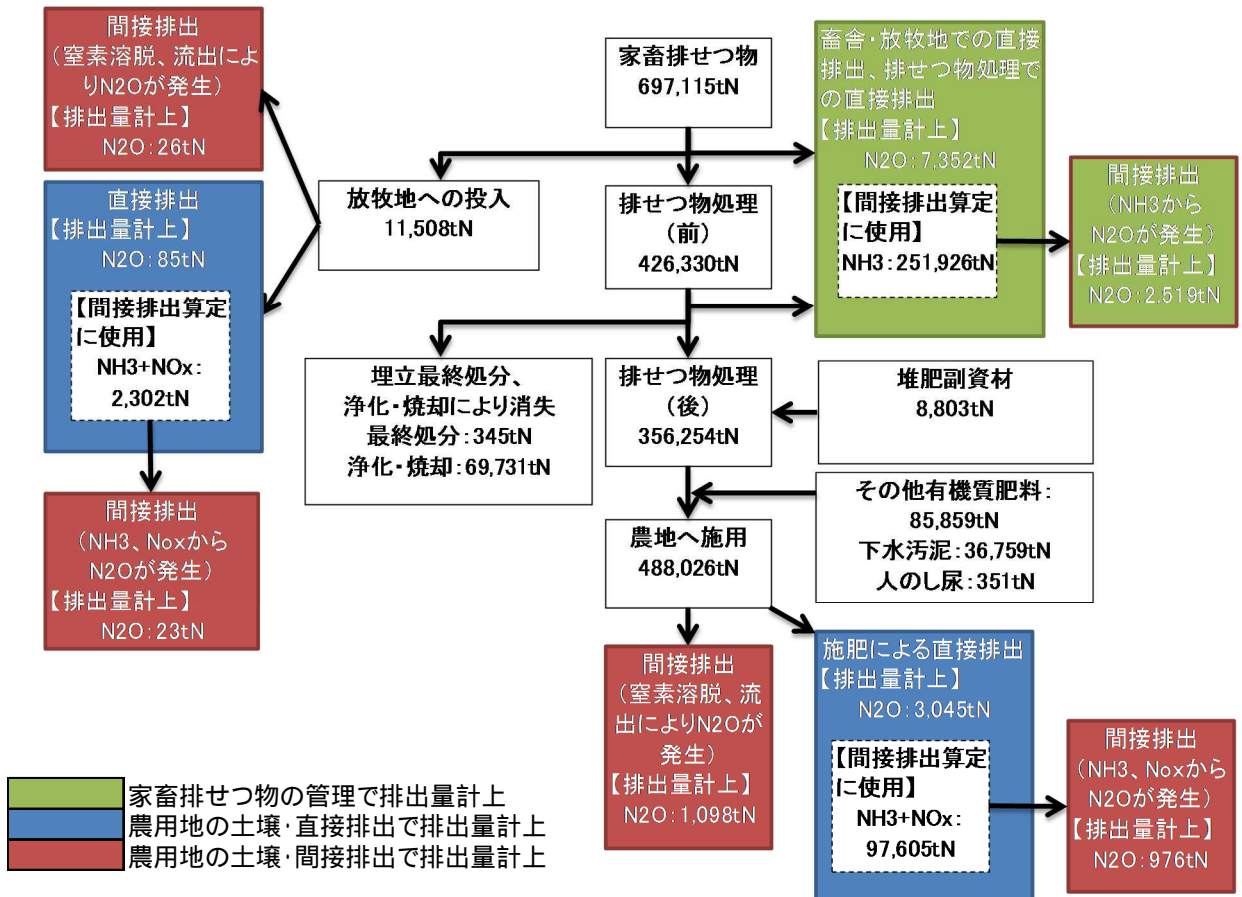 間接排出
(窒素溶脱、流出によ
りN2Oが発生)
【排出量計上】
N2O:26tN
直接排出
【排出量計上】
N2O:85tN
【間接排出算定
に使用】
NH3+NOx:
2,302tN
間接排出
(NH3、Noxから
N2Oが発生)
【排出量計上】
N2O:23tN
放牧地への投入
11,508tN
家畜排せつ物
697,115tN
排せつ物処理
(前)
426,330tN
畜舎・放牧地での直接
排出、排せつ物処理で
の直接排出
【排出量計上】
N2O:7,352tN
【間接排出算定
に使用】
NH3:251,926tN
間接排出
(NH3から
N2Oが発生)
【排出量計上】
N2O:2.519tN
埋立最終処分、
浄化・焼却により消失
最終処分:345tN
浄化・焼却:69,731tN
排せつ物処理
(後)
356,254tN
堆肥副資材
8,803tN
その他有機質肥料:
85,859tN
下水汚泥:36,759tN
人のし尿:351tN
農地へ施用
488,026tN
間接排出
(窒素溶脱、流
出によりN2Oが
発生)
【排出量計上】
N2O:1,098tN
施肥による直接排出
【排出量計上】
N2O:3,045tN
【間接排出算定
に使用】
NH3+NOx:
97,605tN
間接排出
(NH3、Noxから
N2Oが発生)
【排出量計上】
N2O:976tN
家畜排せつ物の管理で排出量計上
農用地の土壌・直接排出で排出量計上
農用地の土壌・間接排出で排出量計上